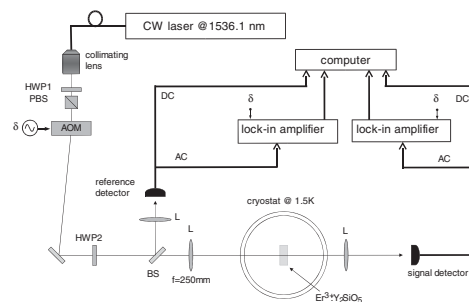 CW laser @1536.1 nm
collimating
lens
computer
HWP1
PBS
DC
DC
δ
δ
lock-in amplifier
lock-in amplifier
δ
AOM
AC
AC
reference
detector
cryostat @ 1.5K
L
L
L
HWP2
BS
f=250mm
signal detector
Er³⁺Y₂SiO₅